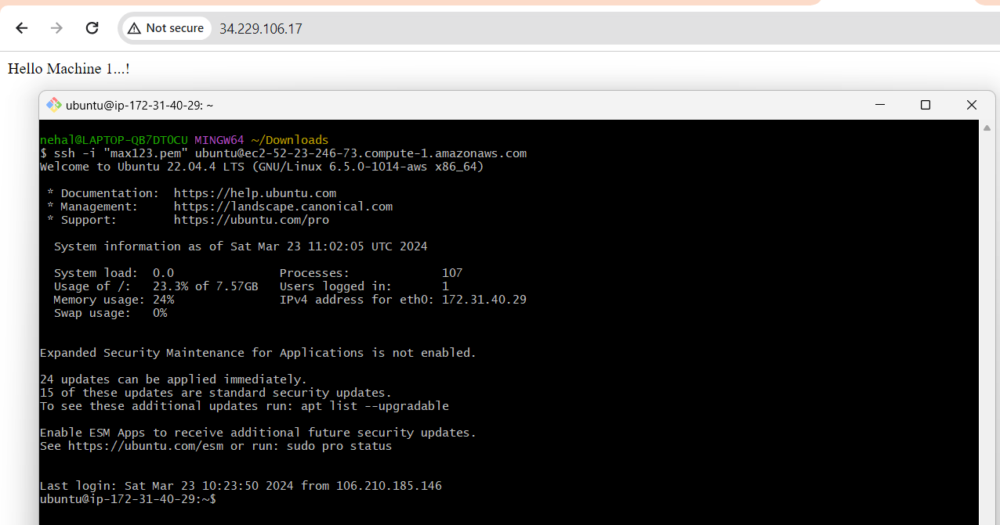 Not secure 34.229.106.17
Hello Machine 1...!
ubuntu@ip-172-31-40-29: ~
nehal@LAPTOP-QB7DTOCU MINGW64 ~/Downloads
$ ssh -i "max123.pem" ubuntu@ec2-52-23-246-73.compute-1.amazonaws.com
Welcome to Ubuntu 22.04.4 LTS (GNU/Linux 6.5.0-1014-aws x86_64)
* Documentation: https://help.ubuntu.com
* Management: https://landscape.canonical.com
* Support: https://ubuntu.com/pro
System information as of Sat Mar 23 11:02:05 UTC 2024
System load: 0.0 Processes: 107
Usage of /: 23.3% of 7.57GB Users logged in: 1
Memory usage: 24% IPv4 address for eth0: 172.31.40.29
Swap usage: 0%
Expanded Security Maintenance for Applications is not enabled.
24 updates can be applied immediately.
15 of these updates are standard security updates.
To see these additional updates run: apt list --upgradable
Enable ESM Apps to receive additional future security updates.
See https://ubuntu.com/esm or run: sudo pro status
Last login: Sat Mar 23 10:23:50 2024 from 106.210.185.146
ubuntu@ip-172-31-40-29:~$